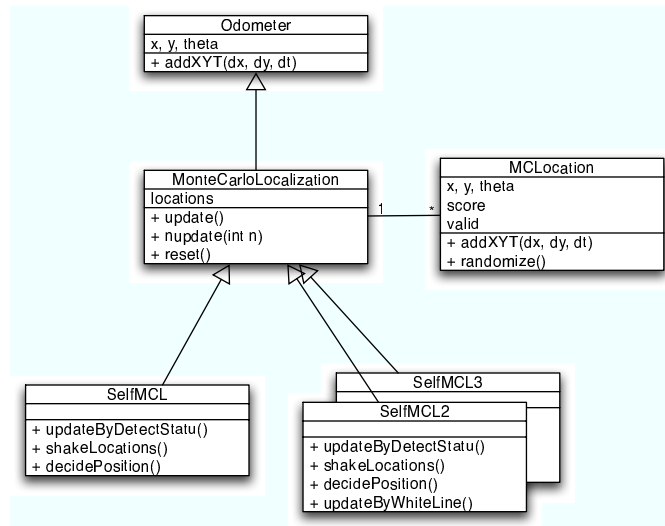 Odometer
x, y, theta
+ addXYT(dx, dy, dt)
MonteCarloLocalization
locations
+ update()
+ nupdate(int n)
+ reset()
1
*
MCLocation
x, y, theta
score
valid
+ addXYT(dx, dy, dt)
+ randomize()
SelfMCL
+ updateByDetectStatu()
+ shakeLocations()
+ decidePosition()
SelfMCL3
SelfMCL2
+ updateByDetectStatu()
+ shakeLocations()
+ decidePosition()
+ updateByWhiteLine()